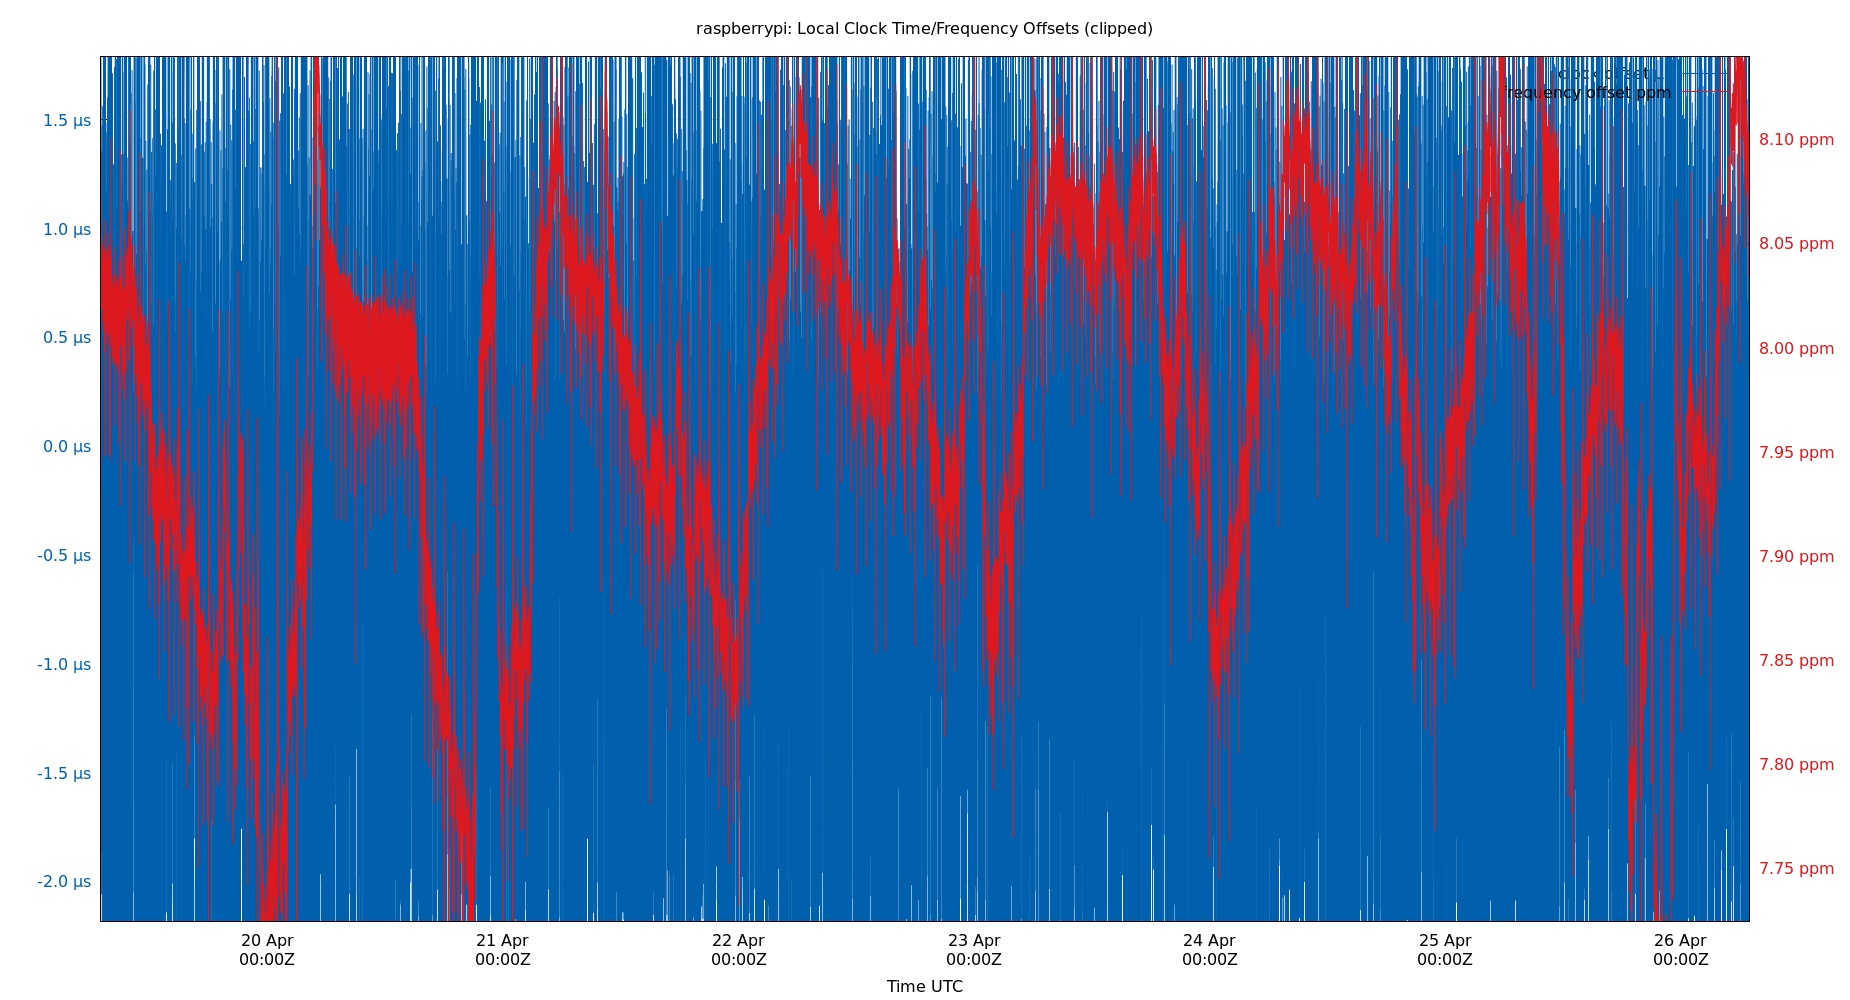 raspberrypi: Local Clock Time/Frequency Offsets (clipped)
clock offset
frequency offset ppm
1.5 µs
1.0 µs
0.5 µs
0.0 µs
-0.5 µs
-1.0 µs
-1.5 µs
-2.0 µs
8.10 ppm
8.05 ppm
8.00 ppm
7.95 ppm
7.90 ppm
7.85 ppm
7.80 ppm
7.75 ppm
20 Apr
00:00Z
21 Apr
00:00Z
22 Apr
00:00Z
23 Apr
00:00Z
24 Apr
00:00Z
25 Apr
00:00Z
26 Apr
00:00Z
Time UTC